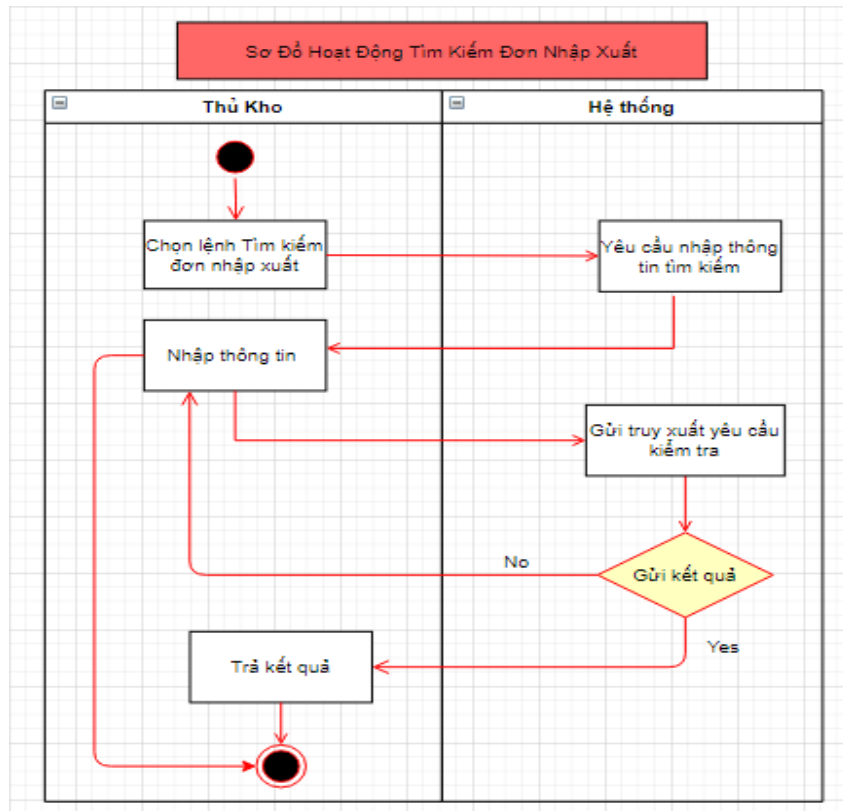 Sơ Đồ Hoạt Động Tìm Kiếm Đơn Nhập Xuất
Thủ Kho
Hệ thống
Chọn lệnh Tìm kiếm
đơn nhập xuất
Yêu cầu nhập thông
tin tìm kiếm
Nhập thông tin
Gửi truy xuất yêu cầu
kiểm tra
No
Gửi kết quả
Yes
Trả kết quả